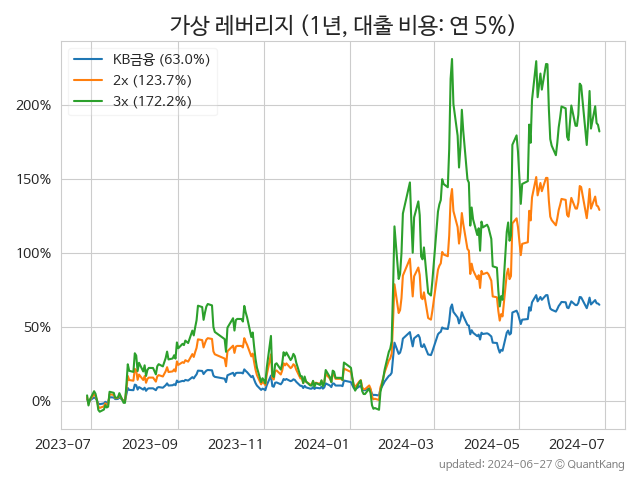 가상 레버리지 (1년, 대출 비용: 연 5%)
KB금융 (63.0%)
2x (123.7%)
3x (172.2%)
200%
150%
100%
50%
0%
2023-07 2023-09 2023-11 2024-01 2024-03 2024-05 2024-07
updated: 2024-06-27 © QuantKang